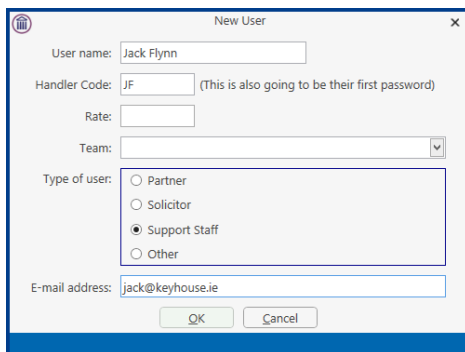 New User
User name: Jack Flynn
Handler Code: JF (This is also going to be their first password)
Rate:
Team:
Type of user: Partner
Solicitor
Support Staff
Other
E-mail address: jack@keyhouse.ie
OK Cancel